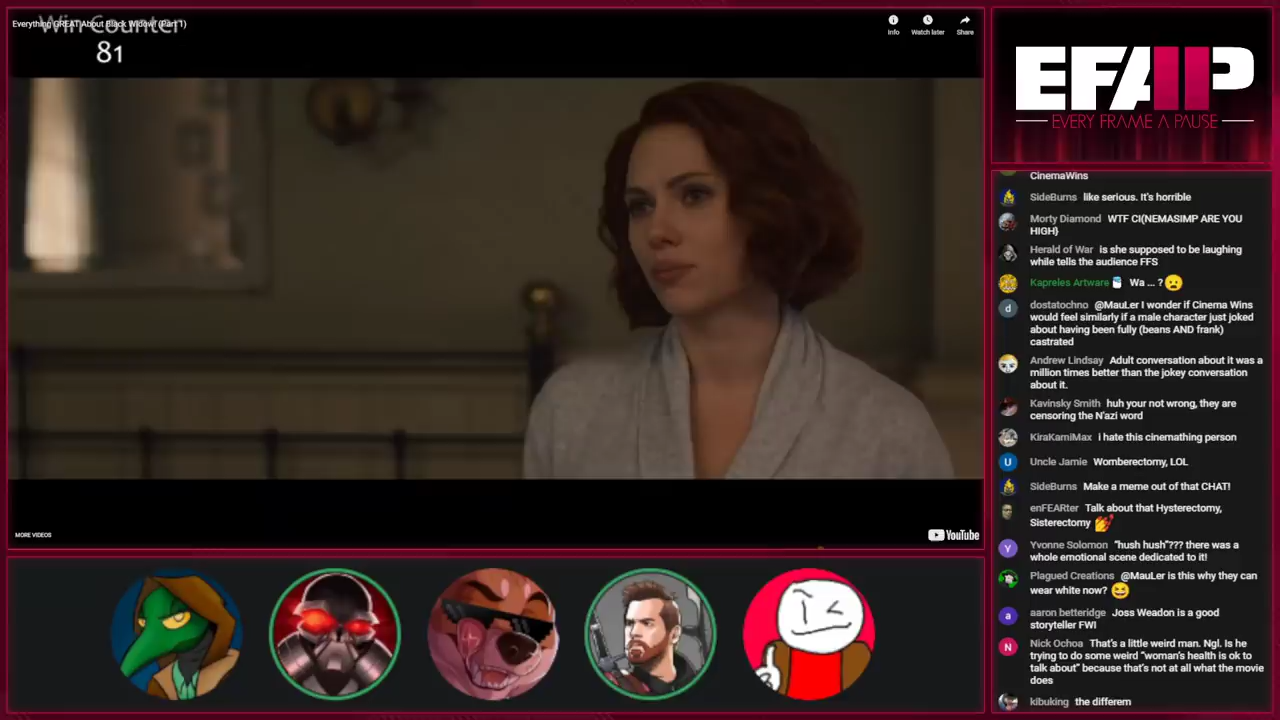 Everything GREAT About Black Widow! (Part 1)
Win Counter
81
Info
Watch later
Share
MORE VIDEOS
YouTube
EFAP
EVERY FRAME A PAUSE
CinemaWins
SideBurns like serious. It's horrible
Morty Diamond WTF CI(NEMASIMP ARE YOU
HIGH}
Herald of War is she supposed to be laughing
while tells the audience FFS
Kapreles Artware Wa ... ?
d
dostatochno @MauLer I wonder if Cinema Wins
would feel similarly if a male character just joked
about having been fully (beans AND frank)
castrated
Andrew Lindsay Adult conversation about it was a
million times better than the jokey conversation
about it.
Kavinsky Smith huh your not wrong, they are
censoring the N'azi word
KiraKamiMax i hate this cinemathing person
U
Uncle Jamie Womberectomy, LOL
SideBurns Make a meme out of that CHAT!
enFEARter Talk about that Hysterectomy,
Sisterectomy
Y
Yvonne Solomon "hush hush"??? there was a
whole emotional scene dedicated to it!
Plagued Creations @MauLer is this why they can
wear white now?
a
aaron betteridge Joss Weadon is a good
storyteller FWI
N
Nick Ochoa That's a little weird man. Ngl. Is he
trying to do some weird "woman's health is ok to
talk about" because that's not at all what the movie
does
kibuking the differem